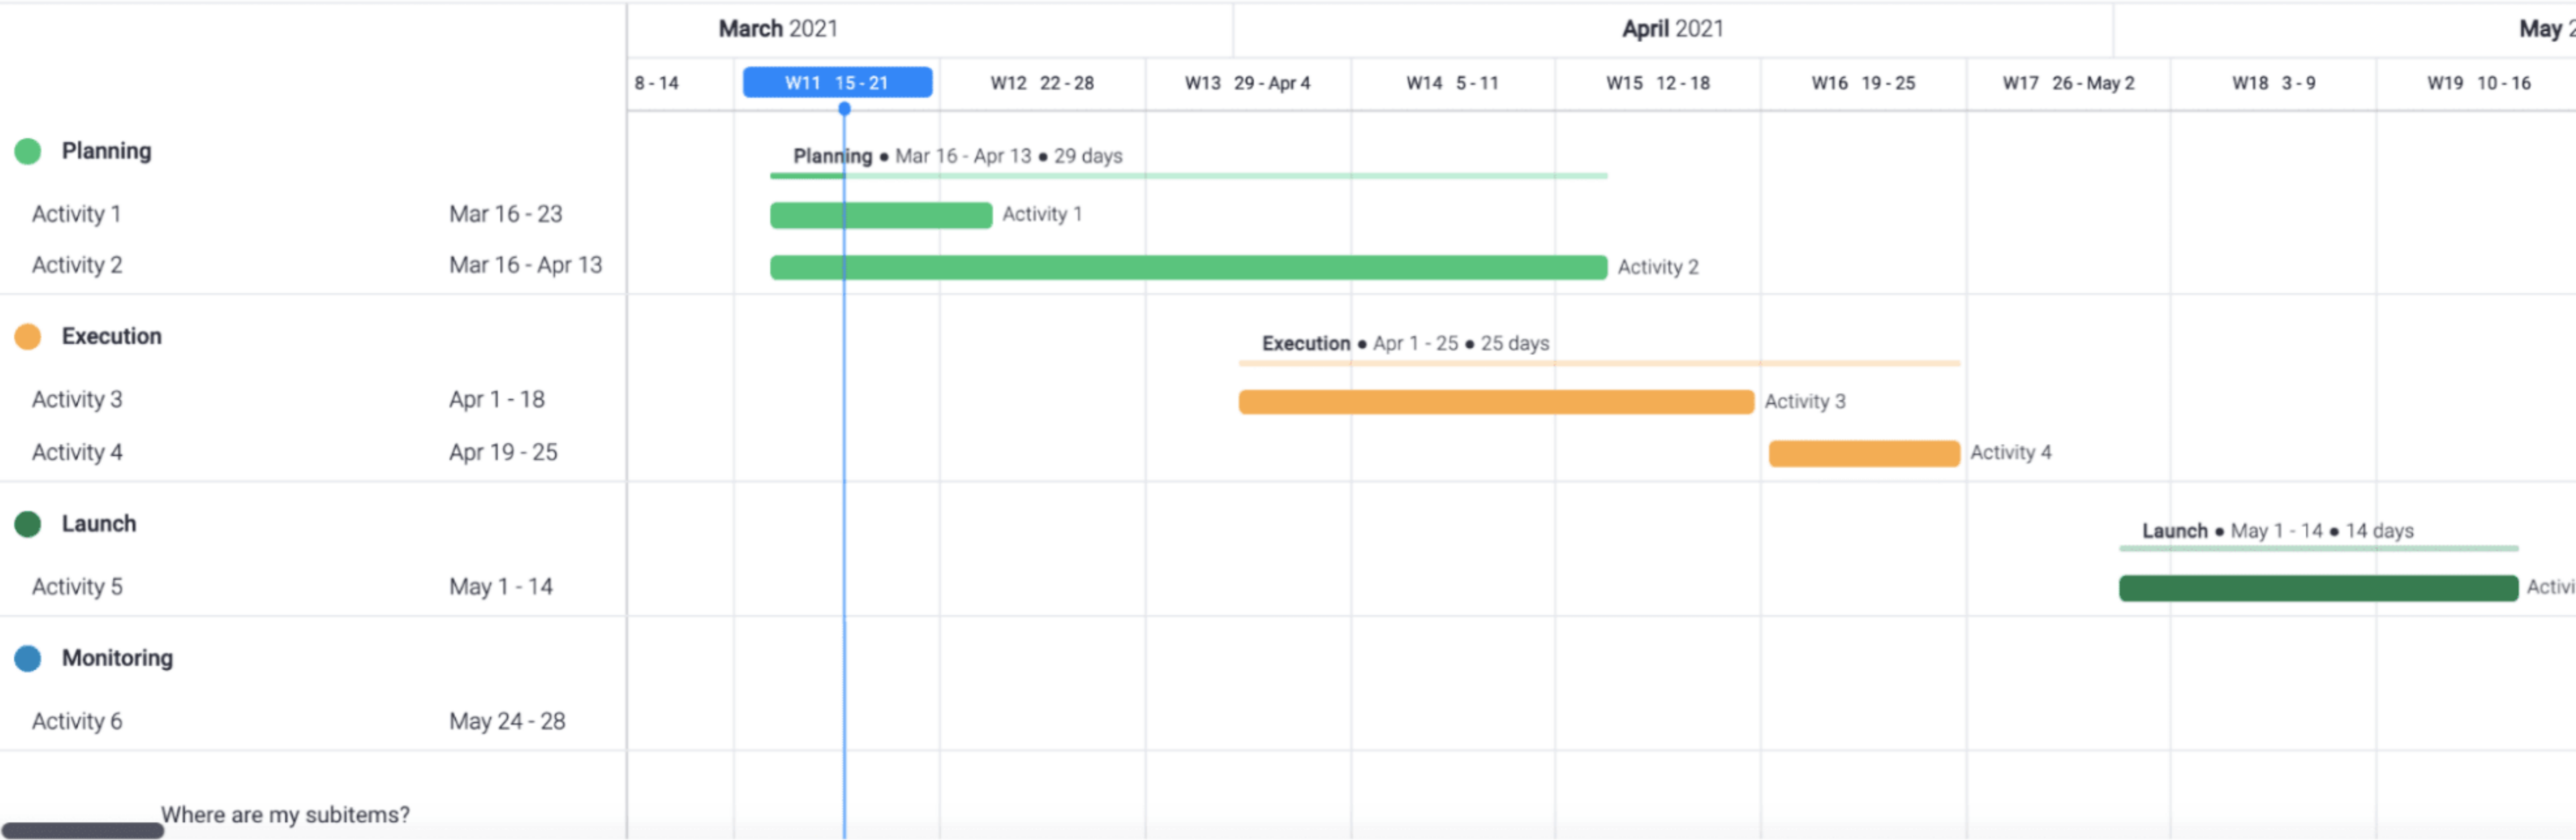 March 2021 April 2021 May 2
8 - 14 W11 15 - 21 W12 22 - 28 W13 29 - Apr 4 W14 5 - 11 W15 12 - 18 W16 19 - 25 W17 26 - May 2 W18 3 - 9 W19 10 - 16
Planning
Planning ● Mar 16 - Apr 13 ● 29 days
Activity 1 Mar 16 - 23 Activity 1
Activity 2 Mar 16 - Apr 13 Activity 2
Execution
Execution ● Apr 1 - 25 ● 25 days
Activity 3 Apr 1 - 18 Activity 3
Activity 4 Apr 19 - 25 Activity 4
Launch
Launch ● May 1 - 14 ● 14 days
Activity 5 May 1 - 14 Activi
Monitoring
Activity 6 May 24 - 28
Where are my subitems?